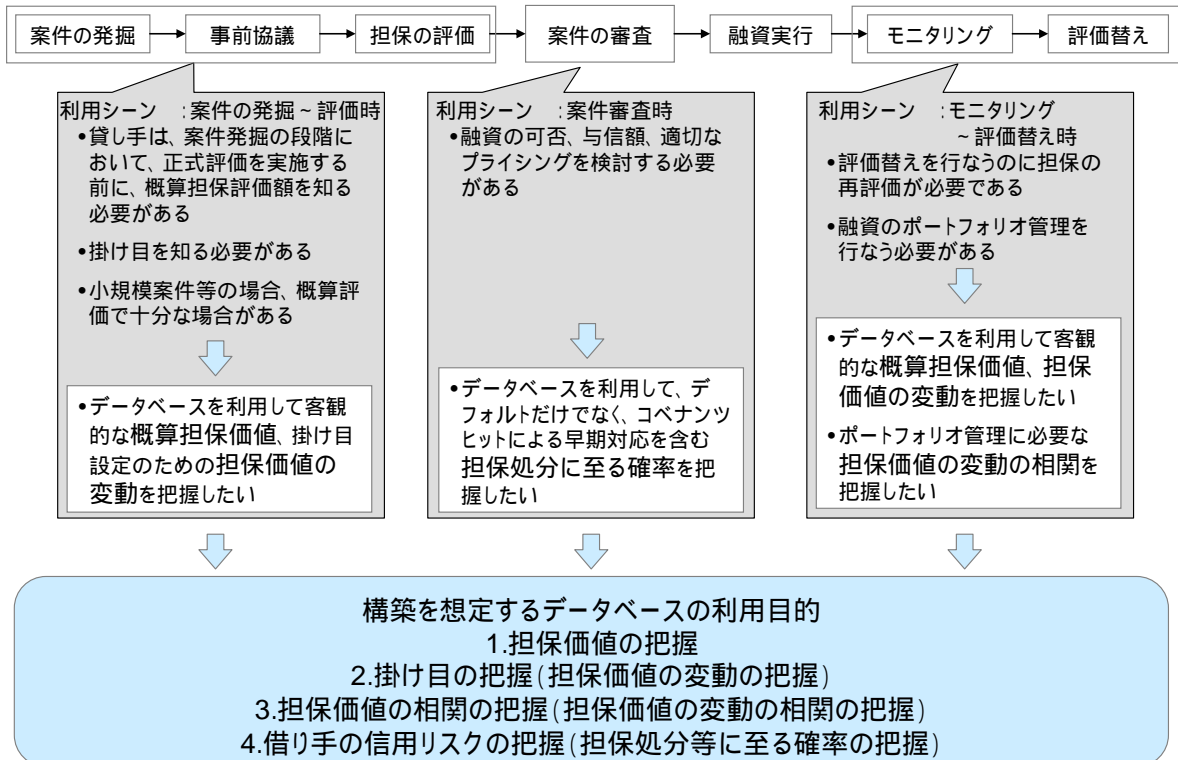 案件の発掘
事前協議
担保の評価
案件の審査
融資実行
モニタリング
評価替え
利用シーン :案件の発掘～評価時
•貸し手は、案件発掘の段階に
おいて、正式評価を実施する
前に、概算担保評価額を知る
必要がある
•掛け目を知る必要がある
•小規模案件等の場合、概算評
価で十分な場合がある
•データベースを利用して客観
的な概算担保価値、掛け目
設定のための担保価値の
変動を把握したい
利用シーン :案件審査時
•融資の可否、与信額、適切な
プライシングを検討する必要
がある
•データベースを利用して、デ
フォルトだけでなく、コベナンツ
ヒットによる早期対応を含む
担保処分に至る確率を把
握したい
利用シーン :モニタリング
～評価替え時
•評価替えを行なうのに担保の
再評価が必要である
•融資のポートフォリオ管理を
行なう必要がある
•データベースを利用して客観
的な概算担保価値、担保
価値の変動を把握したい
•ポートフォリオ管理に必要な
担保価値の変動の相関を
把握したい
構築を想定するデータベースの利用目的
1.担保価値の把握
2.掛け目の把握(担保価値の変動の把握)
3.担保価値の相関の把握(担保価値の変動の相関の把握)
4.借り手の信用リスクの把握(担保処分等に至る確率の把握)